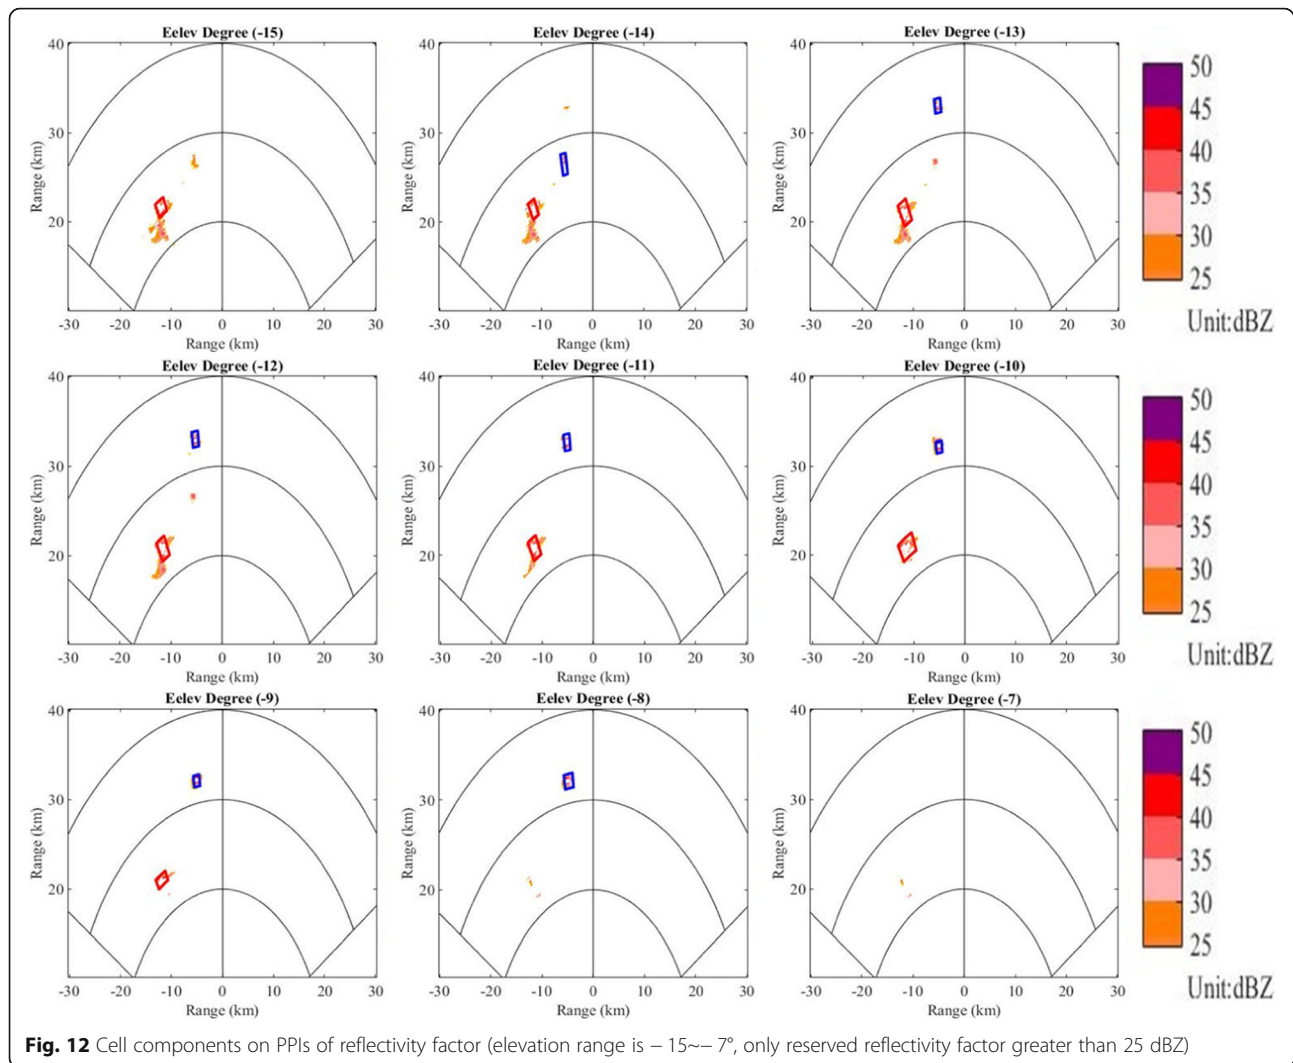 Eelev Degree (-15)
Eelev Degree (-14)
Eelev Degree (-13)
40
30
20
Range (km)
-30 -20 -10 0 10 20 30
Range (km)
40
30
20
Range (km)
-30 -20 -10 0 10 20 30
Range (km)
40
30
20
Range (km)
-30 -20 -10 0 10 20 30
Range (km)
50
45
40
35
30
25
Unit:dBZ
Eelev Degree (-12)
Eelev Degree (-11)
Eelev Degree (-10)
40
30
20
Range (km)
-30 -20 -10 0 10 20 30
Range (km)
40
30
20
Range (km)
-30 -20 -10 0 10 20 30
Range (km)
40
30
20
Range (km)
-30 -20 -10 0 10 20 30
Range (km)
50
45
40
35
30
25
Unit:dBZ
Eelev Degree (-9)
Eelev Degree (-8)
Eelev Degree (-7)
40
30
20
Range (km)
-30 -20 -10 0 10 20 30
Range (km)
40
30
20
Range (km)
-30 -20 -10 0 10 20 30
Range (km)
40
30
20
Range (km)
-30 -20 -10 0 10 20 30
Range (km)
50
45
40
35
30
25
Unit:dBZ
Fig. 12 Cell components on PPIs of reflectivity factor (elevation range is − 15~− 7°, only reserved reflectivity factor greater than 25 dBZ)